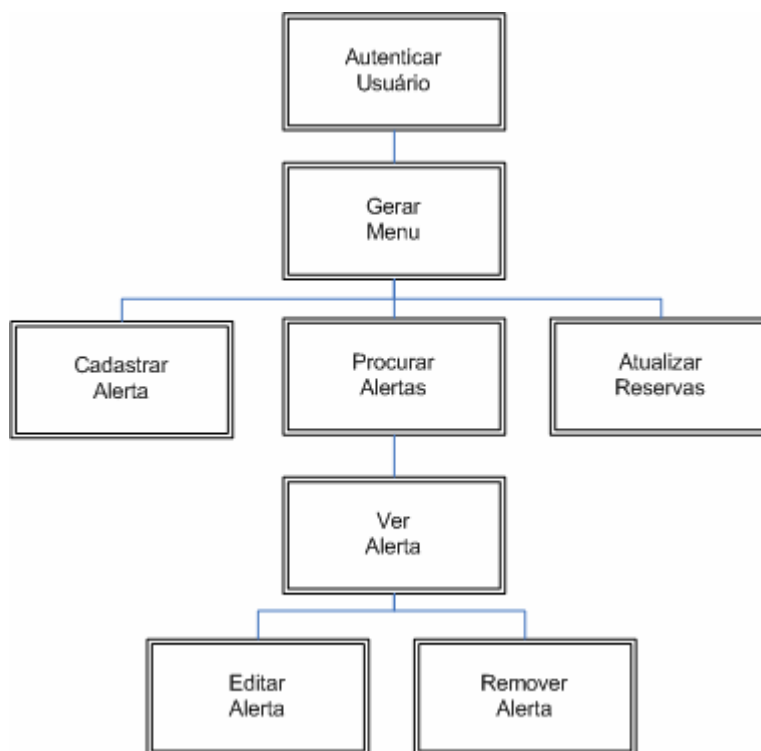 Autenticar
Usuário
Gerar
Menu
Cadastrar
Alerta
Procurar
Alertas
Atualizar
Reservas
Ver
Alerta
Editar
Alerta
Remover
Alerta